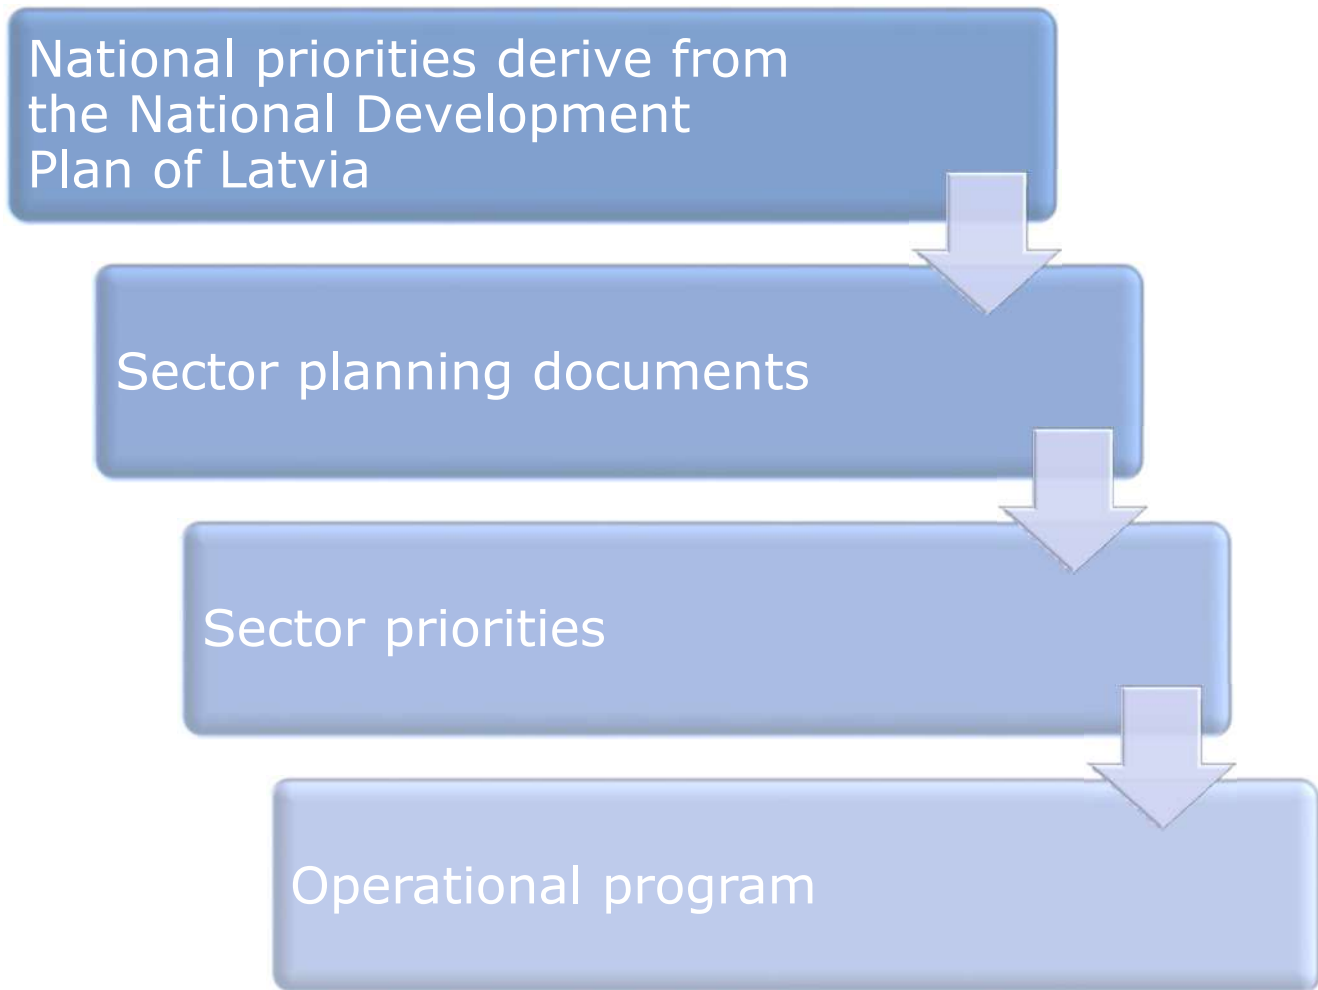 National priorities derive from
the National Development
Plan of Latvia
Sector planning documents
Sector priorities
Operational program